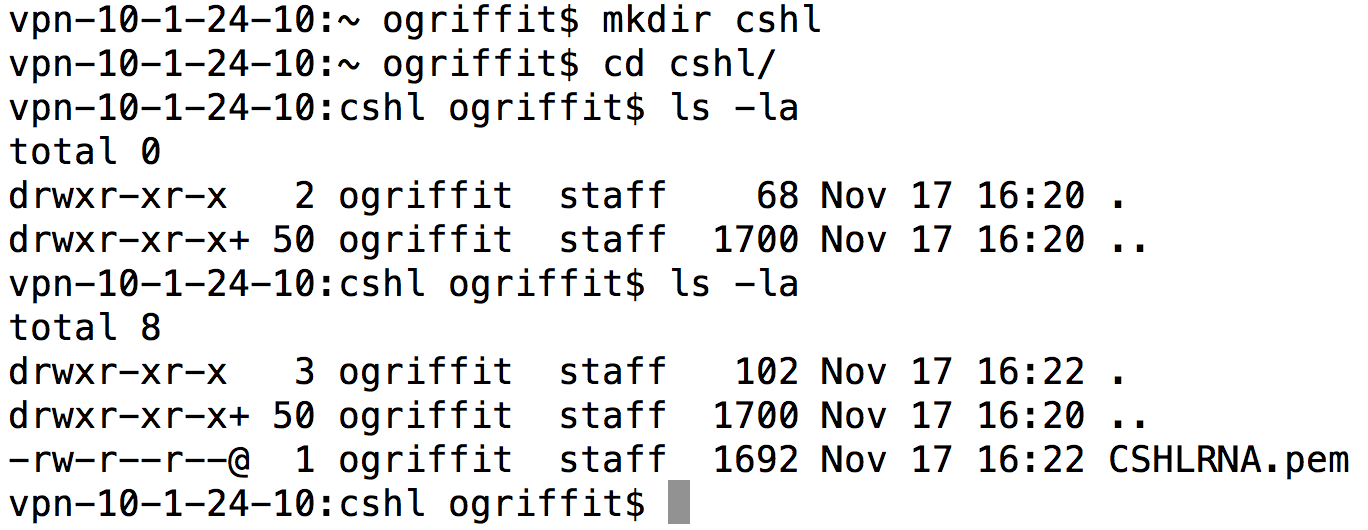 vpn-10-1-24-10:~ ogriffit$ mkdir cshl
vpn-10-1-24-10:~ ogriffit$ cd cshl/
vpn-10-1-24-10:cshl ogriffit$ ls -la
total 0
drwxr-xr-x   2 ogriffit  staff    68 Nov 17 16:20 .
drwxr-xr-x+ 50 ogriffit  staff  1700 Nov 17 16:20 ..
vpn-10-1-24-10:cshl ogriffit$ ls -la
total 8
drwxr-xr-x   3 ogriffit  staff   102 Nov 17 16:22 .
drwxr-xr-x+ 50 ogriffit  staff  1700 Nov 17 16:20 ..
-rw-r--r--@  1 ogriffit  staff  1692 Nov 17 16:22 CSHLRNA.pem
vpn-10-1-24-10:cshl ogriffit$